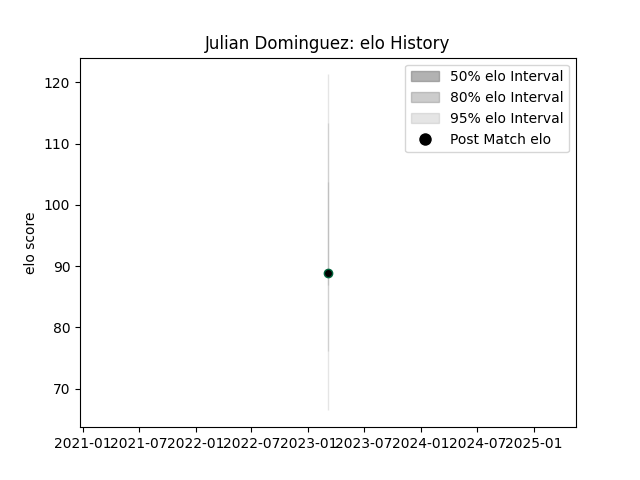 Julian Dominguez: elo History
50% elo Interval
80% elo Interval
95% elo Interval
Post Match elo
elo score
120
110
100
90
80
70
2021-01 2021-07 2022-01 2022-07 2023-01 2023-07 2024-01 2024-07 2025-01